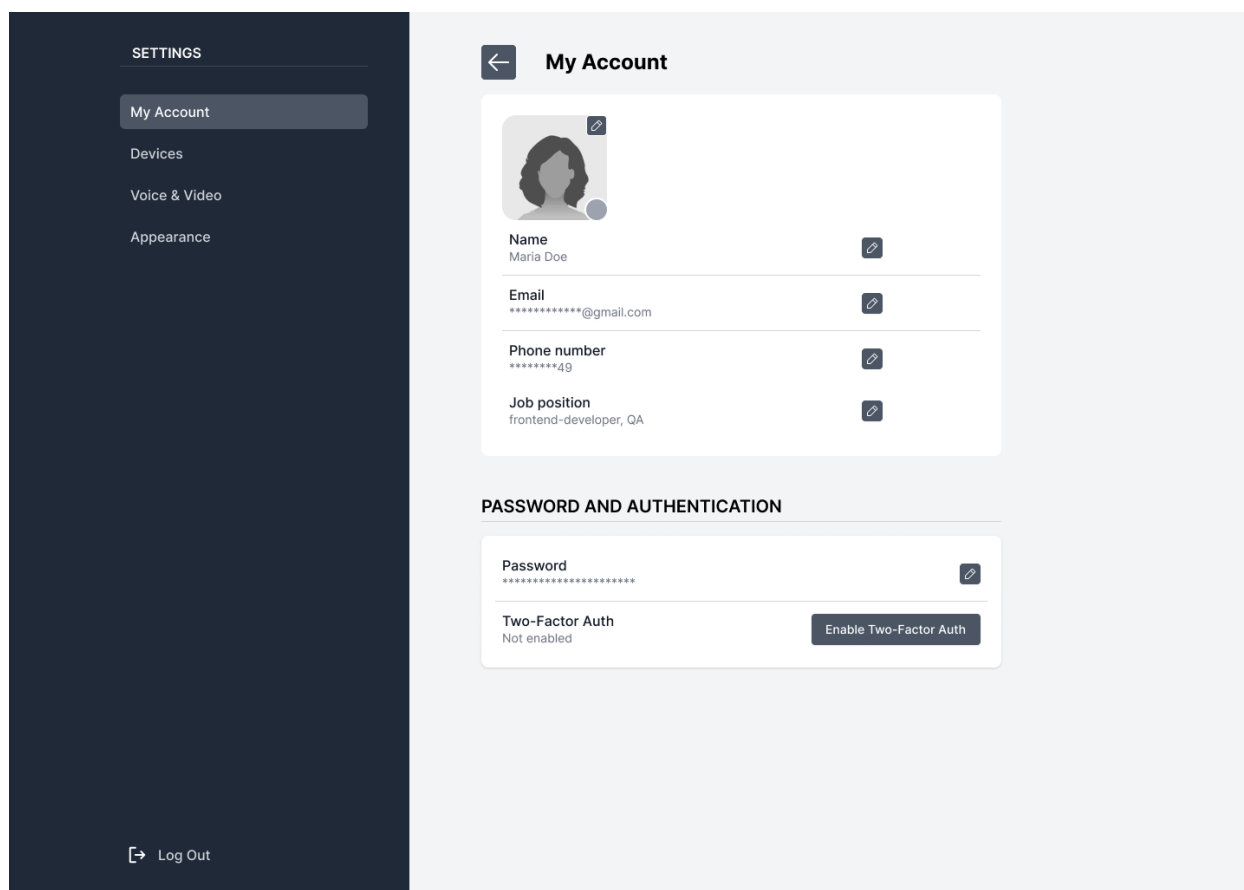 SETTINGS
My Account
Devices
Voice & Video
Appearance
Log Out
My Account
Name
Maria Doe
Email
************@gmail.com
Phone number
********49
Job position
frontend-developer, QA
PASSWORD AND AUTHENTICATION
Password
**********************
Two-Factor Auth
Not enabled
Enable Two-Factor Auth